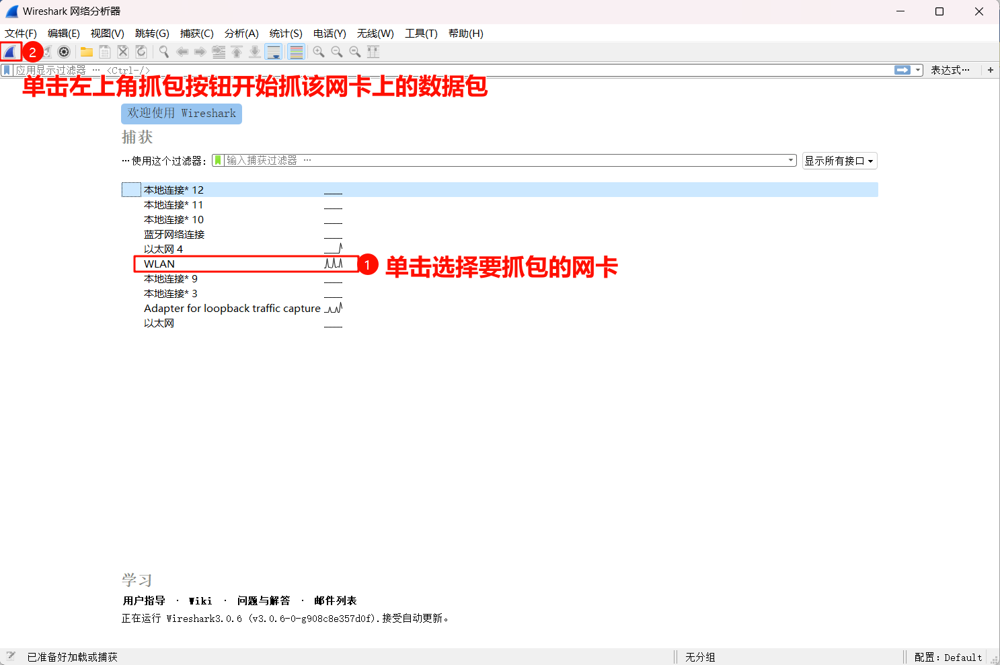 Wireshark 网络分析器
文件(F) 编辑(E) 视图(V) 跳转(G) 捕获(C) 分析(A) 统计(S) 电话(Y) 无线(W) 工具(T) 帮助(H)
2
应用显示过滤器 … <Ctrl-/> 表达式… +
单击左上角抓包按钮开始抓该网卡上的数据包
欢迎使用 Wireshark
捕获
…使用这个过滤器: 输入捕获过滤器 … 显示所有接口
本地连接* 12
本地连接* 11
本地连接* 10
蓝牙网络连接
以太网 4
WLAN
1 单击选择要抓包的网卡
本地连接* 9
本地连接* 3
Adapter for loopback traffic capture
以太网
学习
用户指导 · Wiki · 问题与解答 · 邮件列表
正在运行 Wireshark3.0.6 (v3.0.6-0-g908c8e357d0f).接受自动更新。
已准备好加载或捕获 无分组 配置: Default